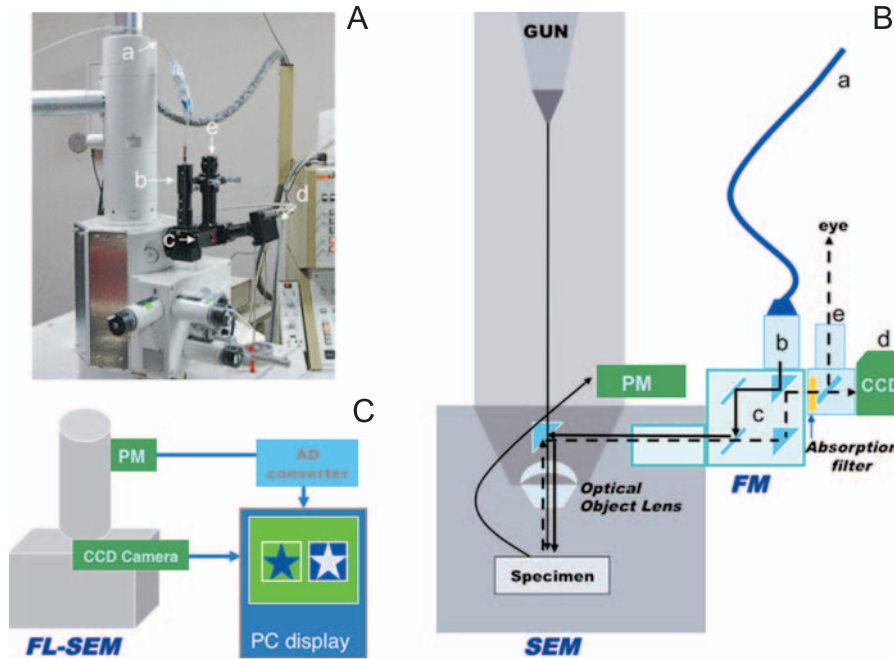 A
a
e
b
d
c
B
GUN
a
eye
e
b
d
PM
CCD
c
Absorption
filter
FM
Optical
Object Lens
Specimen
SEM
C
PM
AD
converter
CCD Camera
PC display
FL-SEM